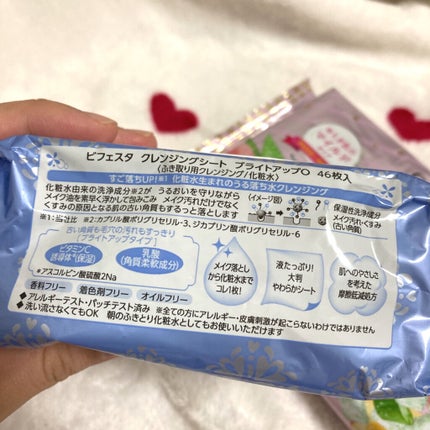 ビフェスタ クレンジングシート ブライトアップO 46枚入
(ふき取り用クレンジング/化粧水)
すご落ちUP!※1 化粧水生まれのうる落ち水クレンジング
化粧水由来の洗浄成分※2が うるおいを守りながら
メイク油を素早く浮かして包みこみ メイク汚れだけでなく
くすみの原因となる肌の古い角質もするっと落とします
(イメージ図)
保湿性洗浄成分
メイク汚れ・くすみ
(古い角質)
※1:当社比 ※2:カプリル酸ポリグリセリル-3、ジカプリン酸ポリグリセリル-6
古い角質も毛穴の汚れもすっきり
(ブライトアップタイプ)
ビタミンC
誘導体*(保湿)
乳酸
(角質柔軟成分)
*アスコルビン酸硫酸2Na
メイク落とし
から化粧水まで
コレ1枚!
液たっぷり!
大判
やわらかシート
肌へのやさしさ
を考えた
摩擦低減処方
香料フリー 着色料フリー オイルフリー
◆アレルギーテスト・パッチテスト済み ※全ての方にアレルギー・皮膚刺激が起こらないわけではありません
◆洗い流さなくてもOK 朝のふきとり化粧水としてもお使いいただけます